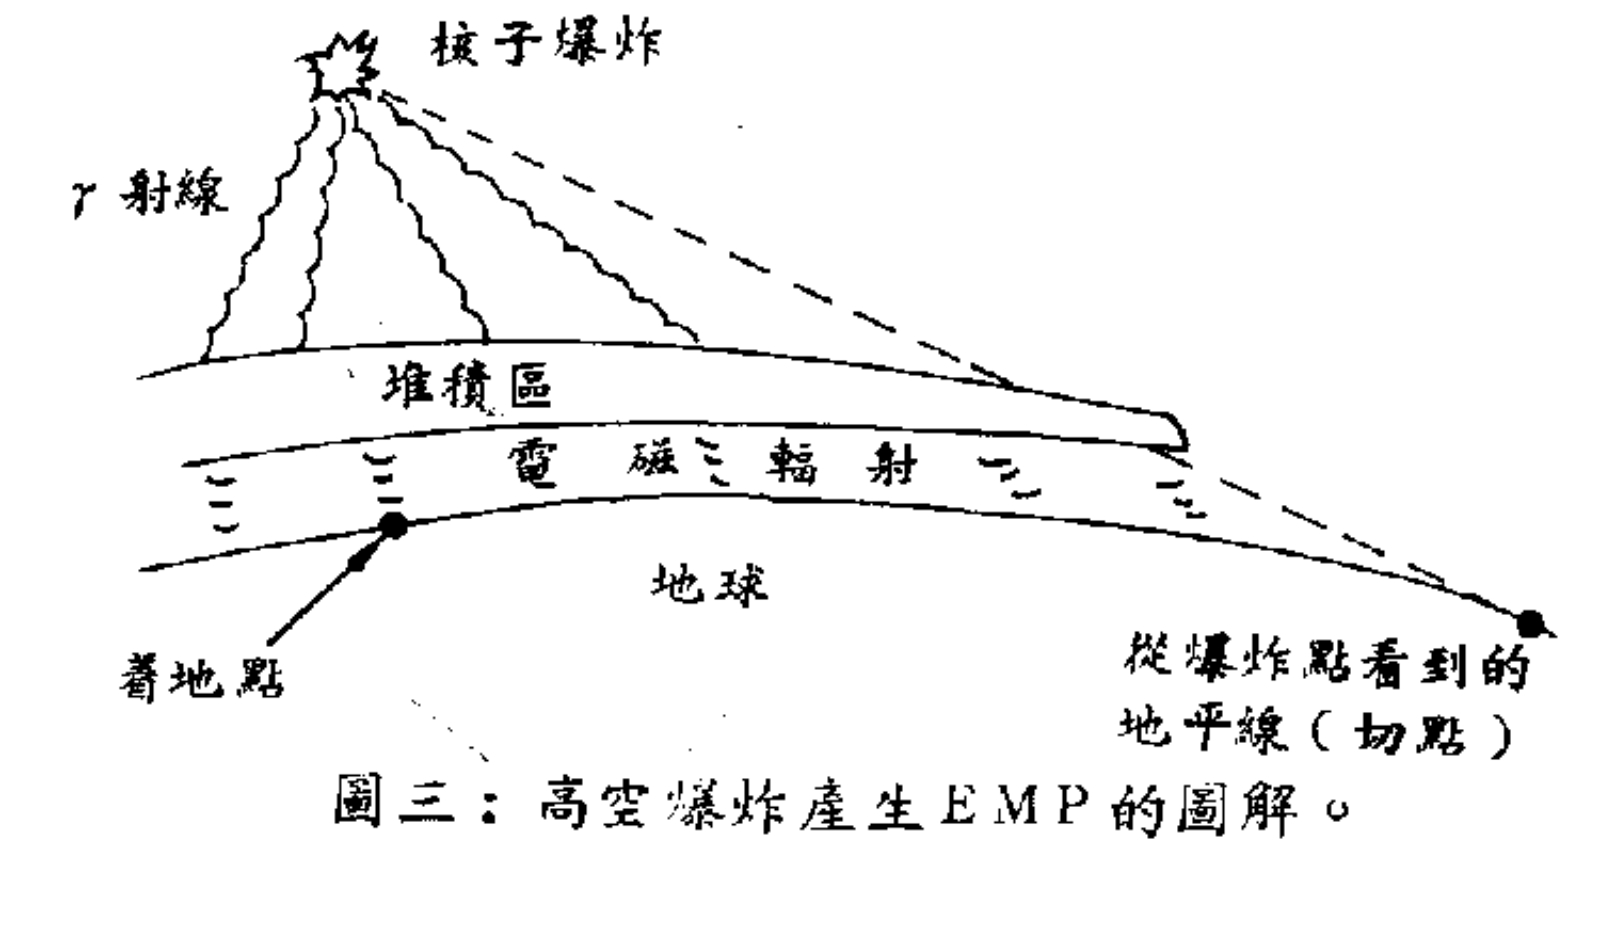 核子爆炸
γ射線
堆積區
電磁輻射
地球
着地點
從爆炸點看到的
地平線(切點)
圖三:高空爆炸產生EMP的圖解。